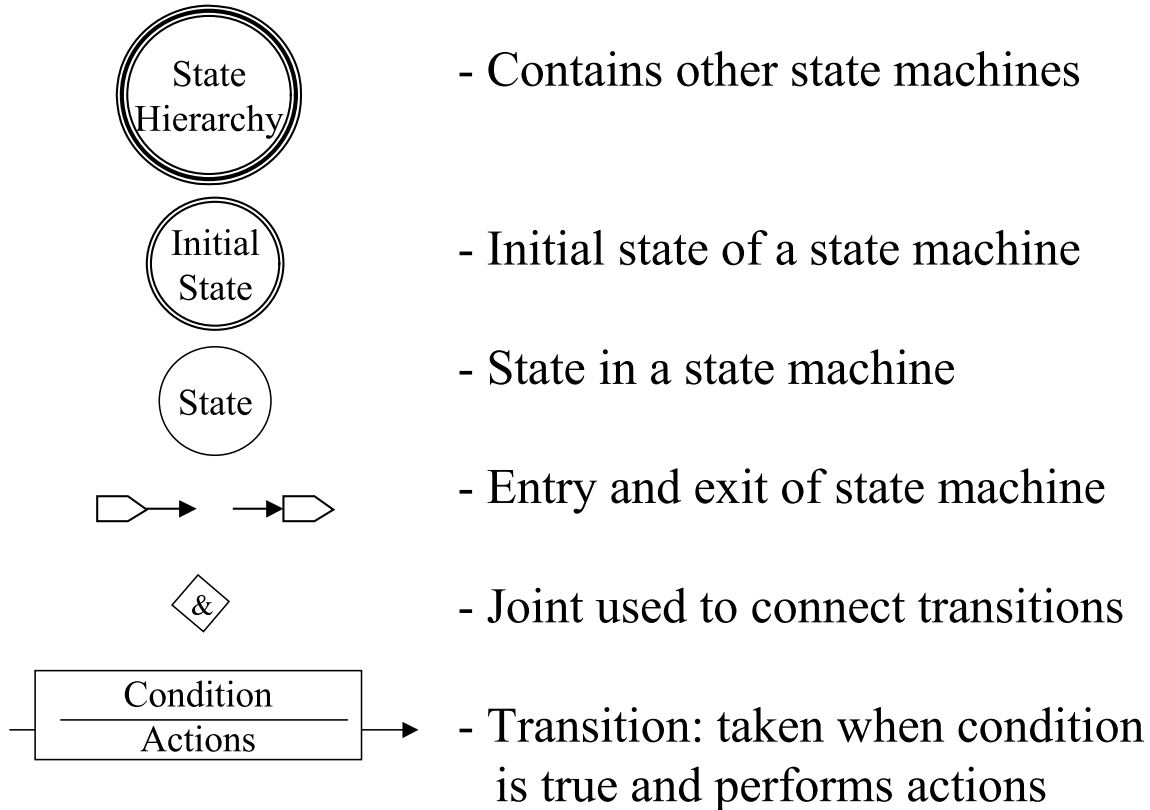 State
Hierarchy
- Contains other state machines
Initial
State
- Initial state of a state machine
State
- State in a state machine
- Entry and exit of state machine
&
- Joint used to connect transitions
Condition
Actions
- Transition: taken when condition
is true and performs actions